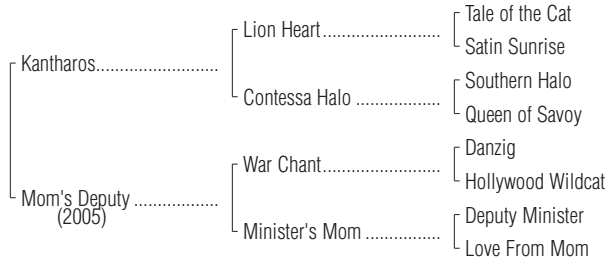 Tale of the Cat
Lion Heart
Satin Sunrise
Kantharos
Southern Halo
Contessa Halo
Queen of Savoy
Danzig
War Chant
Hollywood Wildcat
Mom's Deputy
(2005)
Deputy Minister
Minister's Mom
Love From Mom